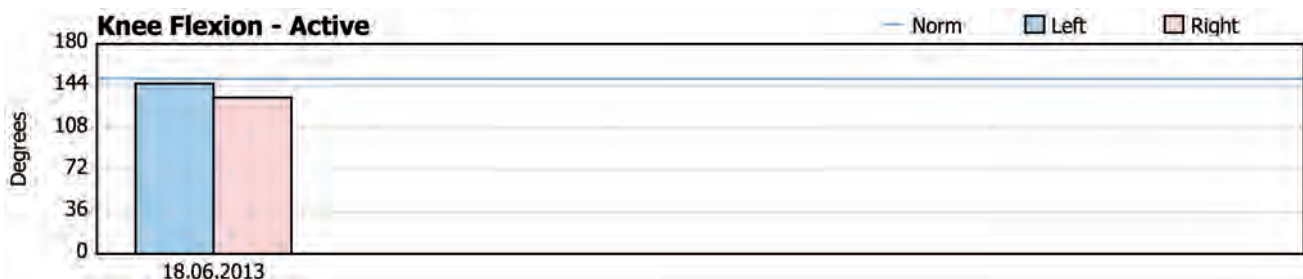 Knee Flexion - Active
Norm
Left
Right
180
144
108
72
36
0
Degrees
18.06.2013